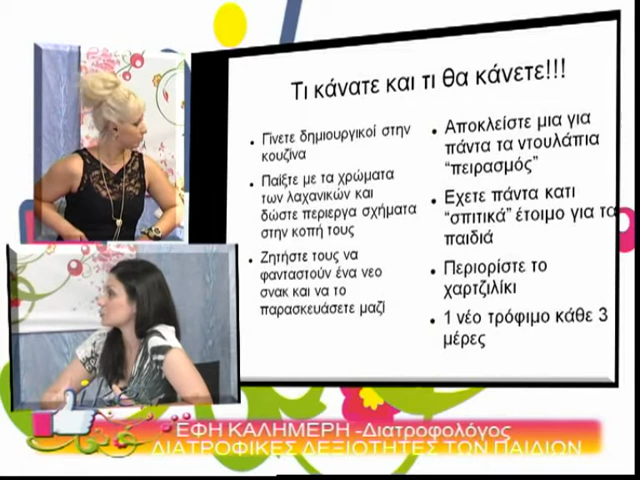 Τι κάνατε και τι θα κάνετε!!!
• Γίνετε δημιουργικοί στην
κουζίνα
• Παίξτε με τα χρώματα
των λαχανικών και
δώστε περιεργα σχήματα
στην κοπή τους
• Ζητήστε τους να
φανταστούν ένα νεο
σνακ και να το
παρασκευάσετε μαζί
• Αποκλείστε μια για
πάντα τα ντουλάπια
“πειρασμός”
• Εχετε πάντα κατι
“σπιτικά” έτοιμο για τα
παιδιά
• Περιορίστε το
χαρτζιλίκι
• 1 νέο τρόφιμο κάθε 3
μέρες
ΕΦΗ ΚΑΛΗΜΕΡΗ -Διατροφολόγος
ΔΙΑΤΡΟΦΙΚΕΣ ΔΕΞΙΟΤΗΤΕΣ ΤΩΝ ΠΑΙΔΙΩΝ